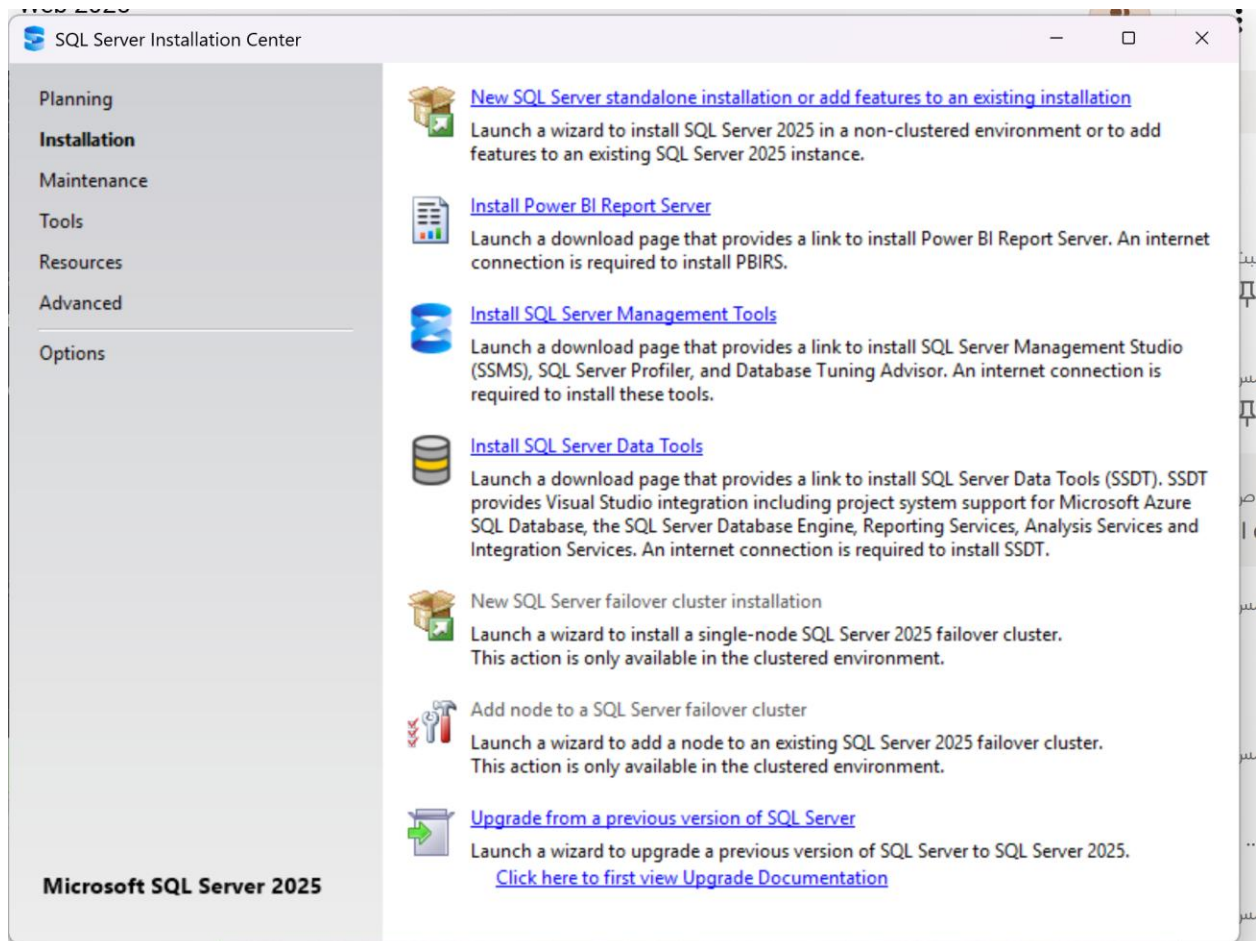 SQL Server Installation Center
Planning
Installation
Maintenance
Tools
Resources
Advanced
Options
Microsoft SQL Server 2025
New SQL Server standalone installation or add features to an existing installation
Launch a wizard to install SQL Server 2025 in a non-clustered environment or to add
features to an existing SQL Server 2025 instance.
Install Power BI Report Server
Launch a download page that provides a link to install Power BI Report Server. An internet
connection is required to install PBIRS.
Install SQL Server Management Tools
Launch a download page that provides a link to install SQL Server Management Studio
(SSMS), SQL Server Profiler, and Database Tuning Advisor. An internet connection is
required to install these tools.
Install SQL Server Data Tools
Launch a download page that provides a link to install SQL Server Data Tools (SSDT). SSDT
provides Visual Studio integration including project system support for Microsoft Azure
SQL Database, the SQL Server Database Engine, Reporting Services, Analysis Services and
Integration Services. An internet connection is required to install SSDT.
New SQL Server failover cluster installation
Launch a wizard to install a single-node SQL Server 2025 failover cluster.
This action is only available in the clustered environment.
Add node to a SQL Server failover cluster
Launch a wizard to add a node to an existing SQL Server 2025 failover cluster.
This action is only available in the clustered environment.
Upgrade from a previous version of SQL Server
Launch a wizard to upgrade a previous version of SQL Server to SQL Server 2025.
Click here to first view Upgrade Documentation